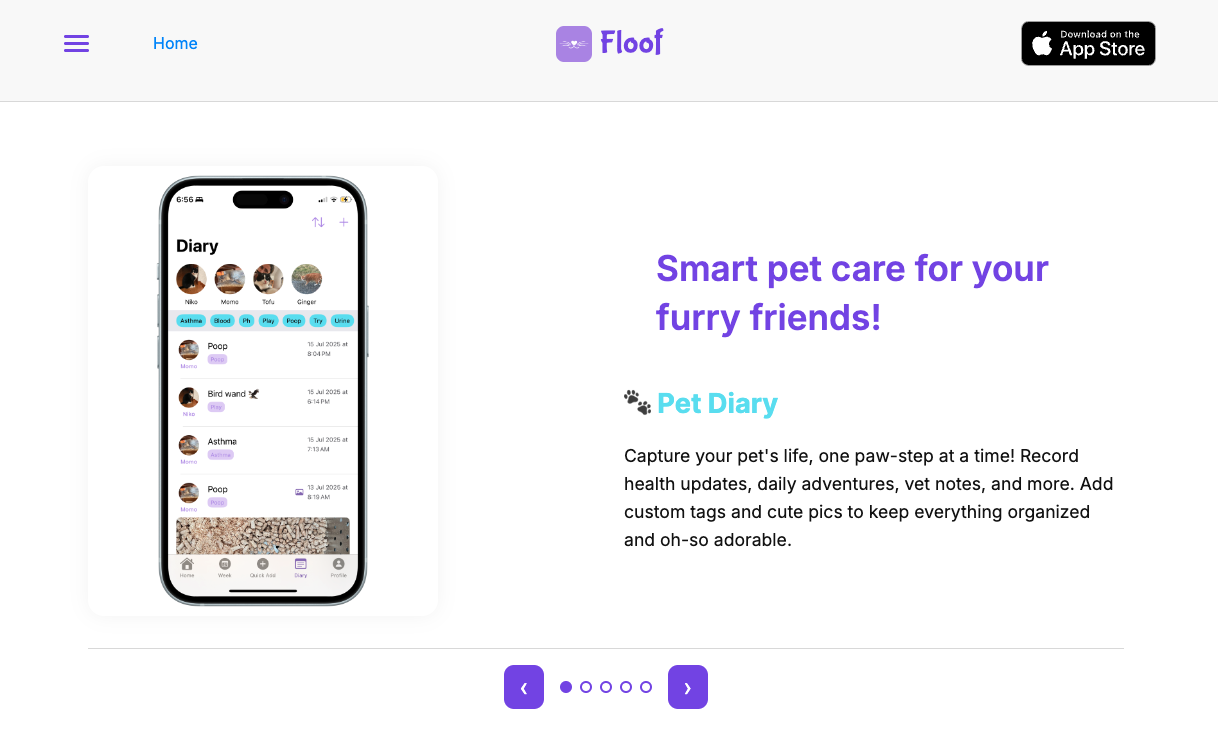 Home
Floof
Download on the
App Store
6:56
Diary
Niko Momo Tofu Ginger
Asthma Blood Ph Play Poop Try Urine
Poop
Poop
Momo
15 Jul 2025 at
8:04 PM
Bird wand
Play
Niko
15 Jul 2025 at
6:14 PM
Asthma
Asthma
Momo
15 Jul 2025 at
7:13 AM
Poop
Poop
Momo
13 Jul 2025 at
8:19 AM
Home Week Quick Add Diary Profile
Smart pet care for your
furry friends!
Pet Diary
Capture your pet's life, one paw-step at a time! Record
health updates, daily adventures, vet notes, and more. Add
custom tags and cute pics to keep everything organized
and oh-so adorable.
‹ ›